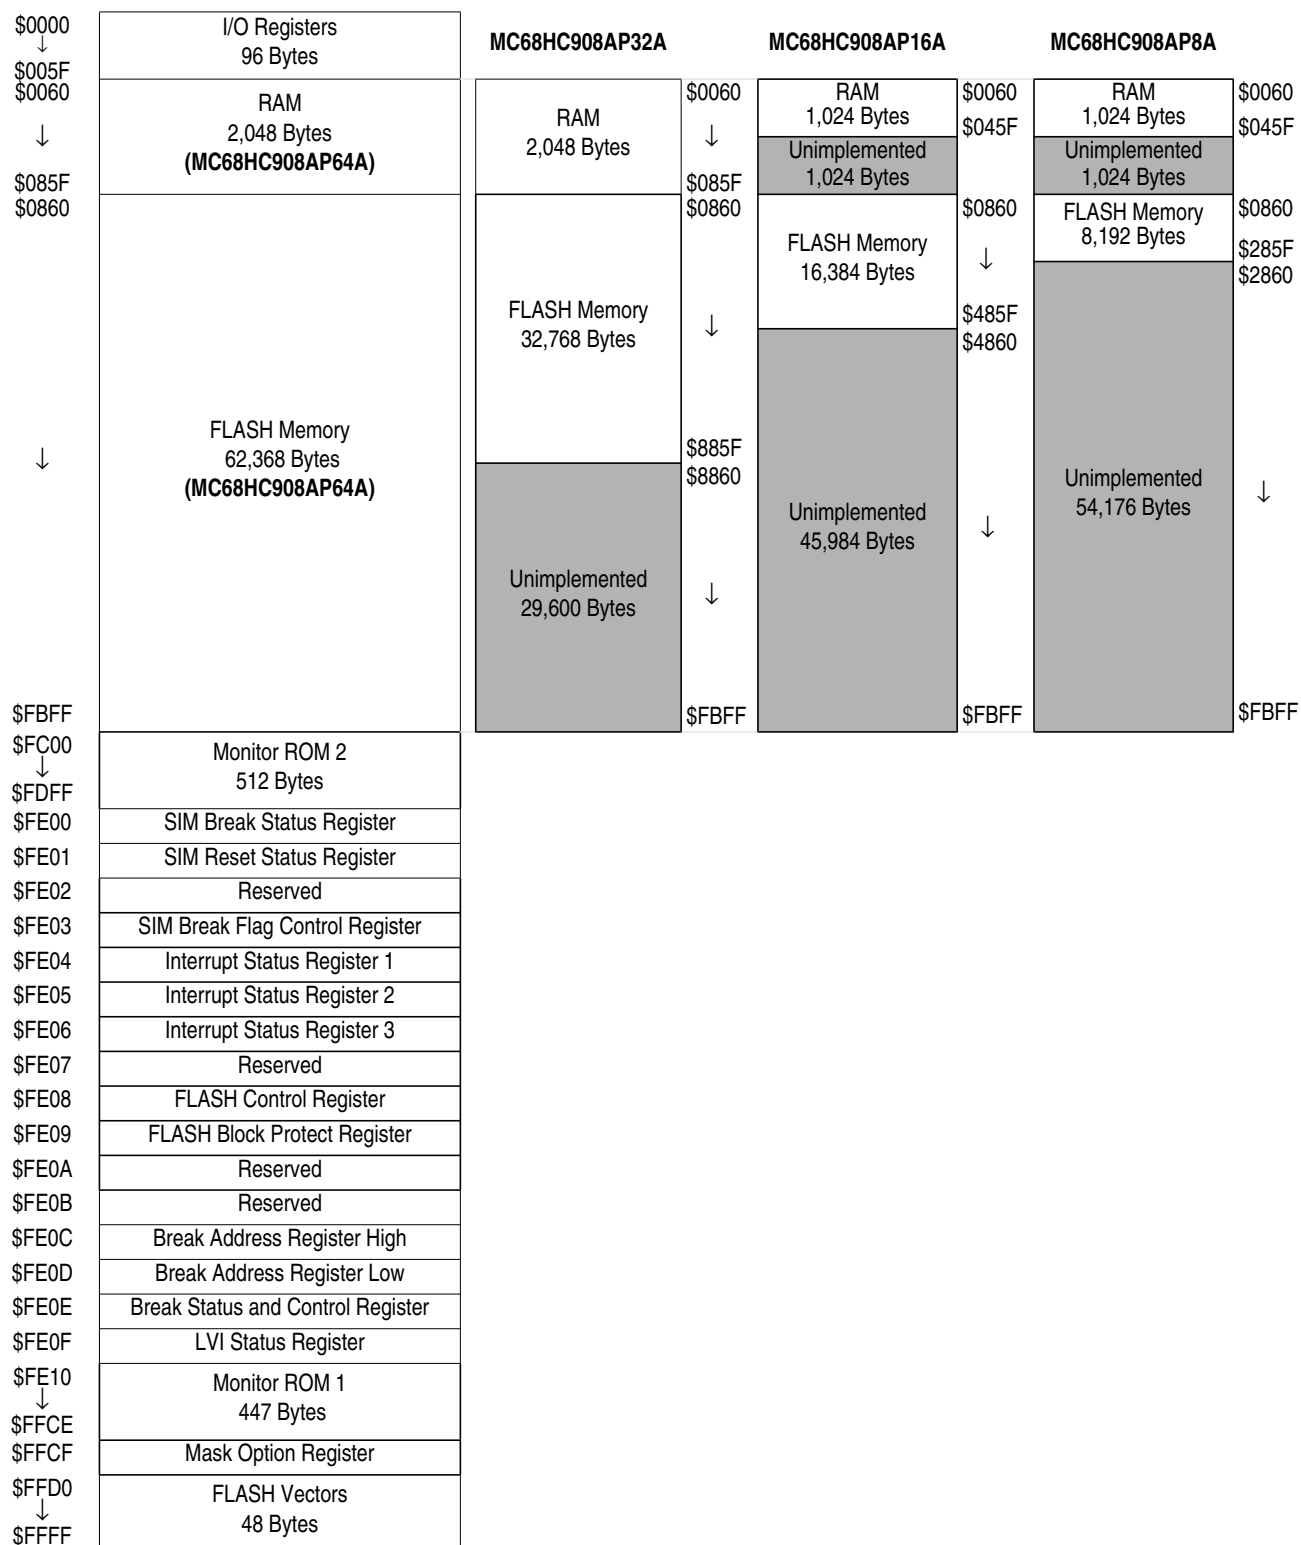 $0000
↓
$005F
I/O Registers
96 Bytes
MC68HC908AP32A
MC68HC908AP16A
MC68HC908AP8A
$0060
↓
$085F
RAM
2,048 Bytes
(MC68HC908AP64A)
RAM
2,048 Bytes
$0060
↓
$085F
RAM
1,024 Bytes
$0060
$045F
Unimplemented
1,024 Bytes
RAM
1,024 Bytes
$0060
$045F
Unimplemented
1,024 Bytes
$0860
↓
$FBFF
FLASH Memory
62,368 Bytes
(MC68HC908AP64A)
FLASH Memory
32,768 Bytes
$0860
↓
$885F
$8860
Unimplemented
29,600 Bytes
↓
$FBFF
FLASH Memory
16,384 Bytes
$0860
↓
$485F
$4860
Unimplemented
45,984 Bytes
↓
$FBFF
FLASH Memory
8,192 Bytes
$0860
$285F
$2860
Unimplemented
54,176 Bytes
↓
$FBFF
$FC00
↓
$FDFF
Monitor ROM 2
512 Bytes
$FE00 SIM Break Status Register
$FE01 SIM Reset Status Register
$FE02 Reserved
$FE03 SIM Break Flag Control Register
$FE04 Interrupt Status Register 1
$FE05 Interrupt Status Register 2
$FE06 Interrupt Status Register 3
$FE07 Reserved
$FE08 FLASH Control Register
$FE09 FLASH Block Protect Register
$FE0A Reserved
$FE0B Reserved
$FE0C Break Address Register High
$FE0D Break Address Register Low
$FE0E Break Status and Control Register
$FE0F LVI Status Register
$FE10
↓
$FFCE
Monitor ROM 1
447 Bytes
$FFCF Mask Option Register
$FFD0
↓
$FFFF
FLASH Vectors
48 Bytes